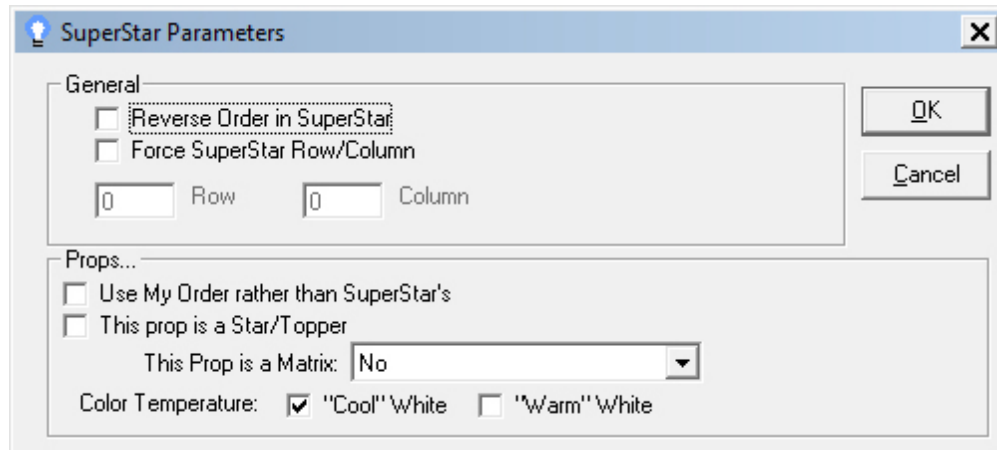 SuperStar Parameters
General
Reverse Order in SuperStar
OK
Force SuperStar Row/Column
Cancel
0 Row 0 Column
Props...
Use My Order rather than SuperStar's
This prop is a Star/Topper
This Prop is a Matrix: No
Color Temperature: "Cool" White "Warm" White